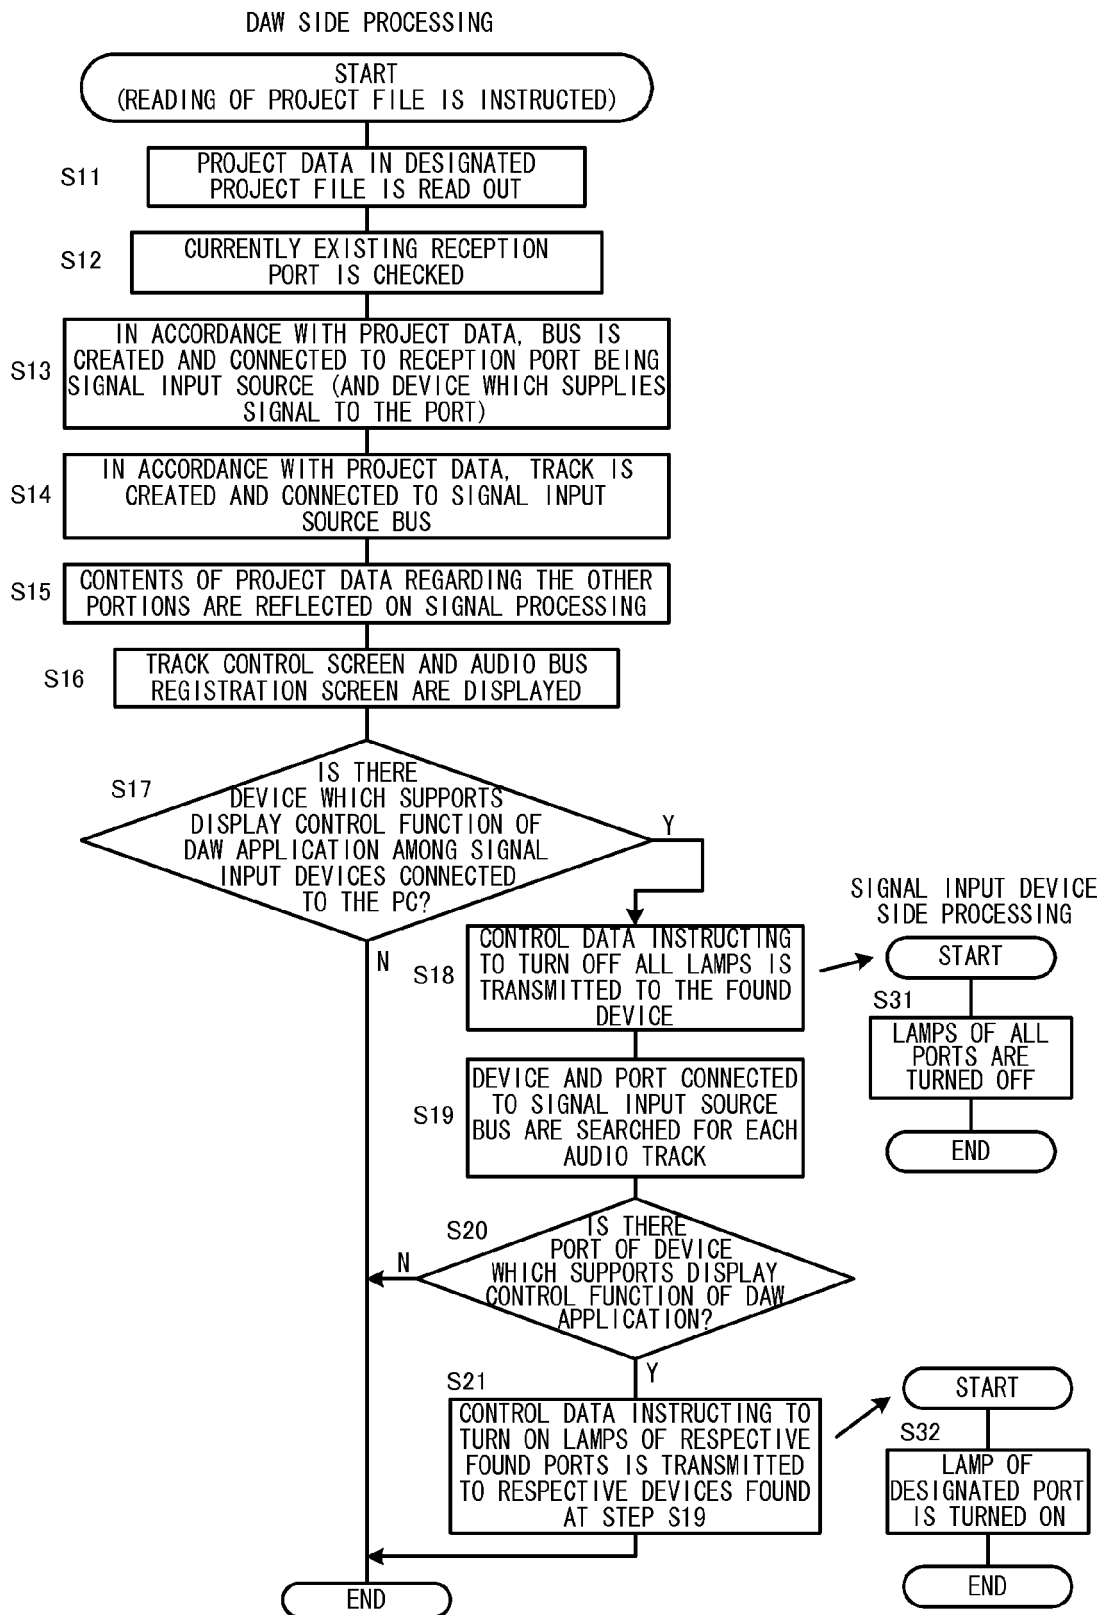 DAW SIDE PROCESSING
START
(READING OF PROJECT FILE IS INSTRUCTED)
S11
PROJECT DATA IN DESIGNATED
PROJECT FILE IS READ OUT
S12
CURRENTLY EXISTING RECEPTION
PORT IS CHECKED
S13
IN ACCORDANCE WITH PROJECT DATA, BUS IS
CREATED AND CONNECTED TO RECEPTION PORT BEING
SIGNAL INPUT SOURCE (AND DEVICE WHICH SUPPLIES
SIGNAL TO THE PORT)
S14
IN ACCORDANCE WITH PROJECT DATA, TRACK IS
CREATED AND CONNECTED TO SIGNAL INPUT
SOURCE BUS
S15
CONTENTS OF PROJECT DATA REGARDING THE OTHER
PORTIONS ARE REFLECTED ON SIGNAL PROCESSING
S16
TRACK CONTROL SCREEN AND AUDIO BUS
REGISTRATION SCREEN ARE DISPLAYED
S17
IS THERE
DEVICE WHICH SUPPORTS
DISPLAY CONTROL FUNCTION OF
DAW APPLICATION AMONG SIGNAL
INPUT DEVICES CONNECTED
TO THE PC?
Y
N
S18
CONTROL DATA INSTRUCTING
TO TURN OFF ALL LAMPS IS
TRANSMITTED TO THE FOUND
DEVICE
SIGNAL INPUT DEVICE
SIDE PROCESSING
START
S31
LAMPS OF ALL
PORTS ARE
TURNED OFF
END
S19
DEVICE AND PORT CONNECTED
TO SIGNAL INPUT SOURCE
BUS ARE SEARCHED FOR EACH
AUDIO TRACK
S20
IS THERE
PORT OF DEVICE
WHICH SUPPORTS DISPLAY
CONTROL FUNCTION OF DAW
APPLICATION?
N
Y
S21
CONTROL DATA INSTRUCTING TO
TURN ON LAMPS OF RESPECTIVE
FOUND PORTS IS TRANSMITTED
TO RESPECTIVE DEVICES FOUND
AT STEP S19
START
S32
LAMP OF
DESIGNATED PORT
IS TURNED ON
END
END